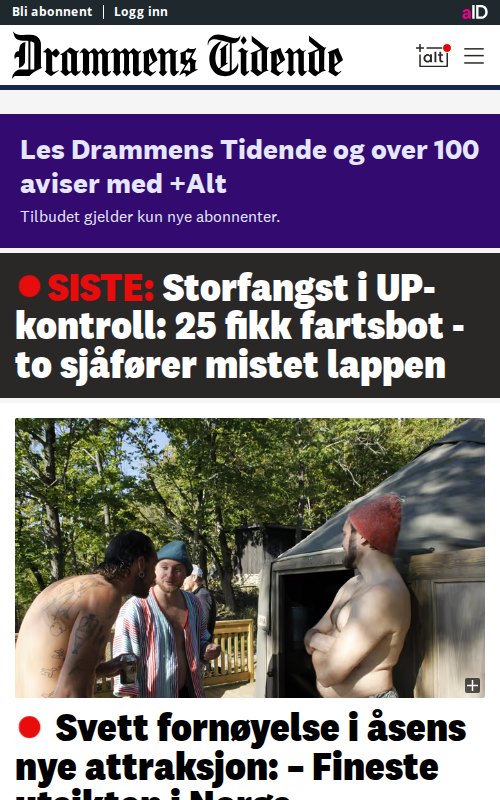 Bli abonnent | Logg inn
aID
Drammens Tidende
+alt
Les Drammens Tidende og over 100
aviser med +Alt
Tilbudet gjelder kun nye abonnenter.
SISTE: Storfangst i UP-
kontroll: 25 fikk fartsbot -
to sjåfører mistet lappen
Svett fornøyelse i åsens
nye attraksjon: – Fineste
utsikten i Norge